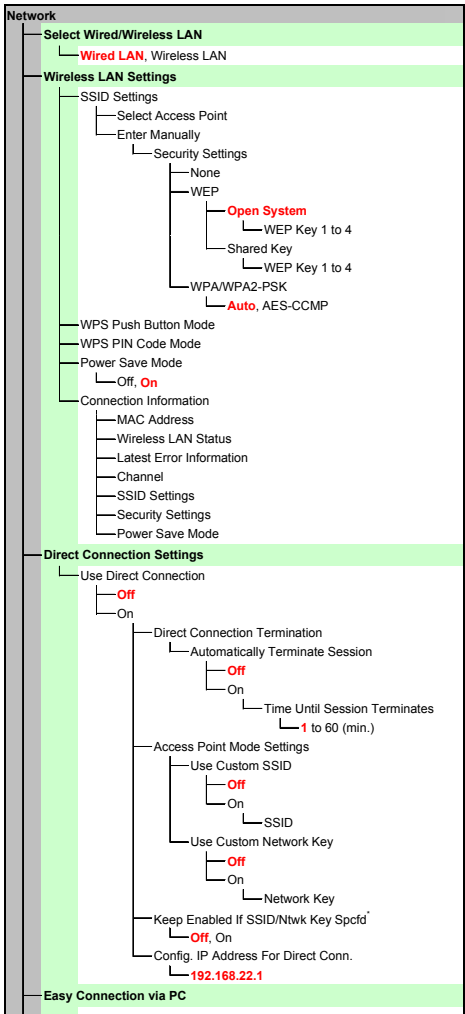 Network
Select Wired/Wireless LAN
Wired LAN, Wireless LAN
Wireless LAN Settings
SSID Settings
Select Access Point
Enter Manually
Security Settings
None
WEP
Open System
WEP Key 1 to 4
Shared Key
WEP Key 1 to 4
WPA/WPA2-PSK
Auto, AES-CCMP
WPS Push Button Mode
WPS PIN Code Mode
Power Save Mode
Off, On
Connection Information
MAC Address
Wireless LAN Status
Latest Error Information
Channel
SSID Settings
Security Settings
Power Save Mode
Direct Connection Settings
Use Direct Connection
Off
On
Direct Connection Termination
Automatically Terminate Session
Off
On
Time Until Session Terminates
1 to 60 (min.)
Access Point Mode Settings
Use Custom SSID
Off
On
SSID
Use Custom Network Key
Off
On
Network Key
Keep Enabled If SSID/Ntwk Key Spcfd*
Off, On
Config. IP Address For Direct Conn.
192.168.22.1
Easy Connection via PC